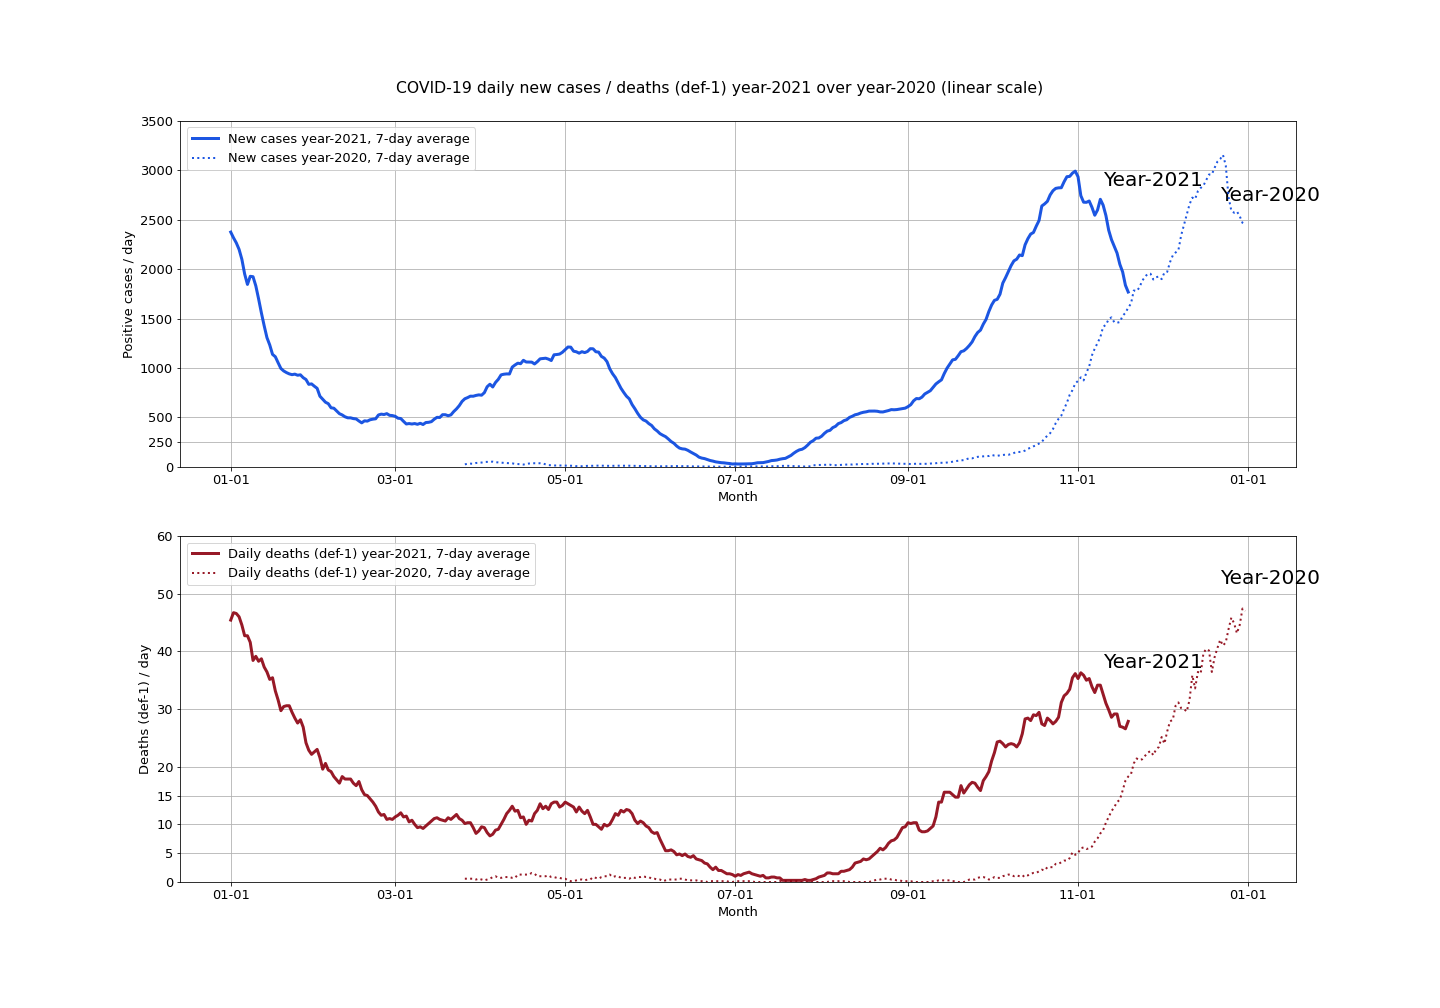 COVID-19 daily new cases / deaths (def-1) year-2021 over year-2020 (linear scale)
3500
3000
2500
2000
1500
1000
500
250
0
Positive cases / day
New cases year-2021, 7-day average
New cases year-2020, 7-day average
Year-2021
Year-2020
01-01
03-01
05-01
07-01
09-01
11-01
01-01
Month
60
50
40
30
20
15
10
5
0
Deaths (def-1) / day
Daily deaths (def-1) year-2021, 7-day average
Daily deaths (def-1) year-2020, 7-day average
Year-2020
Year-2021
01-01
03-01
05-01
07-01
09-01
11-01
01-01
Month